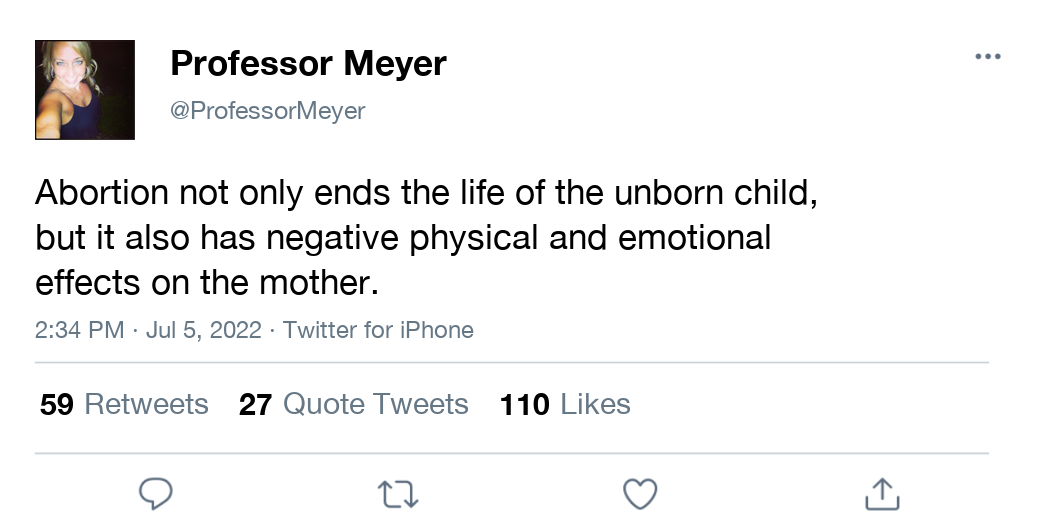 Professor Meyer
@ProfessorMeyer
Abortion not only ends the life of the unborn child,
but it also has negative physical and emotional
effects on the mother.
2:34 PM · Jul 5, 2022 · Twitter for iPhone
59 Retweets 27 Quote Tweets 110 Likes